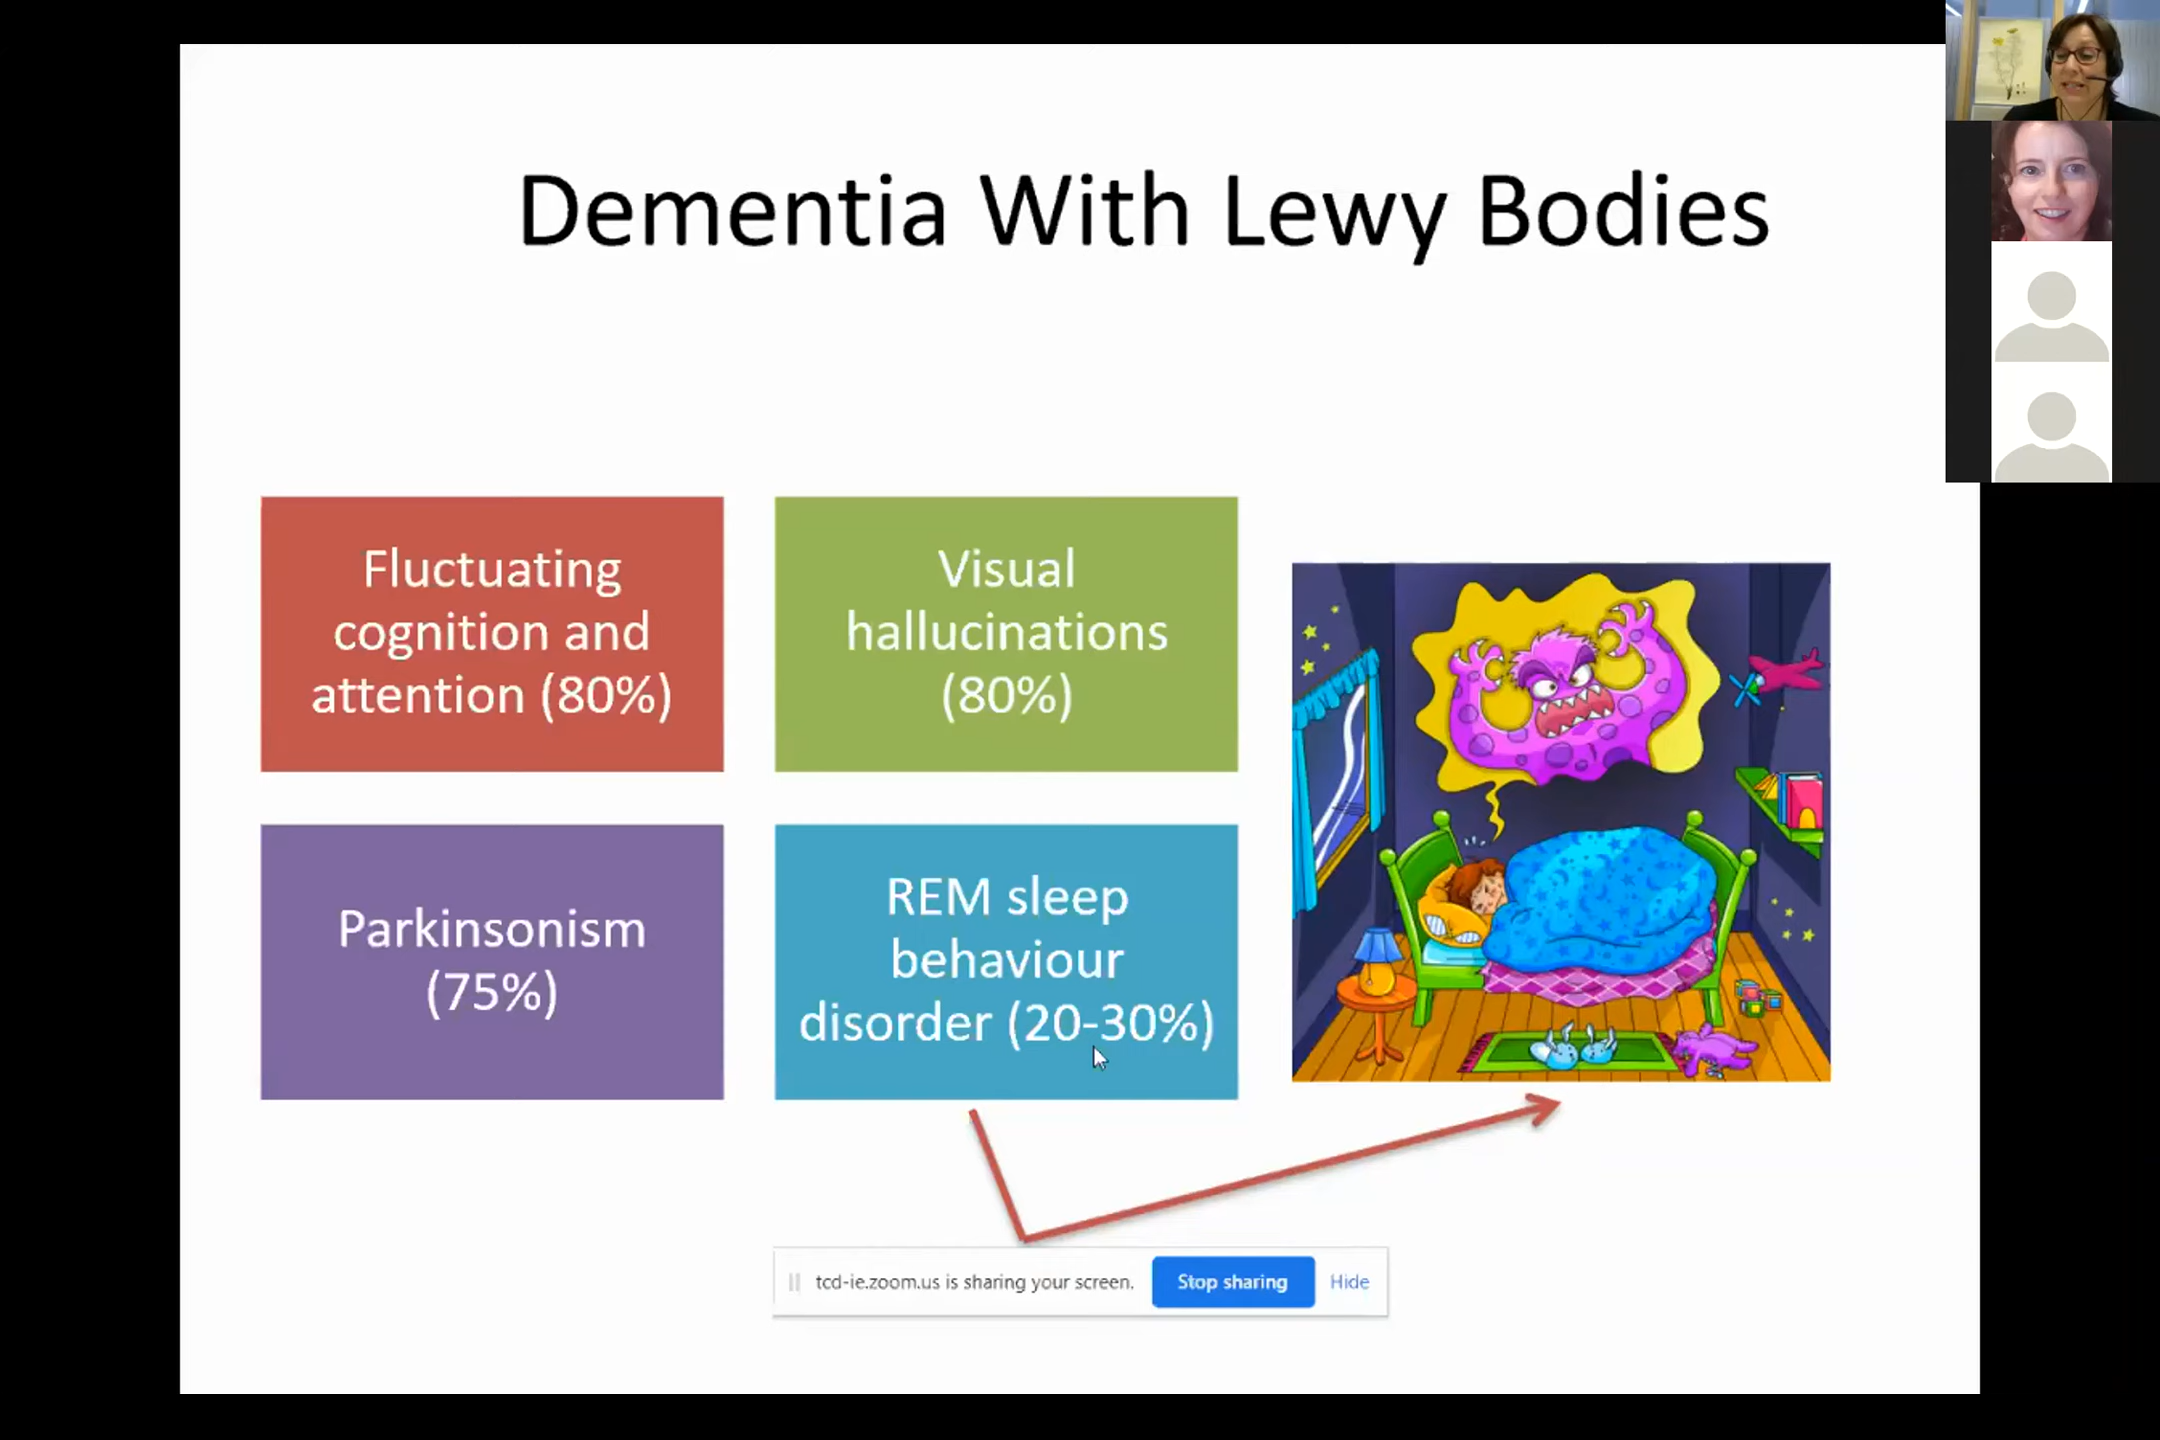 Dementia With Lewy Bodies
Fluctuating
cognition and
attention (80%)
Visual
hallucinations
(80%)
Parkinsonism
(75%)
REM sleep
behaviour
disorder (20-30%)
tcd-ie.zoom.us is sharing your screen.
Stop sharing
Hide